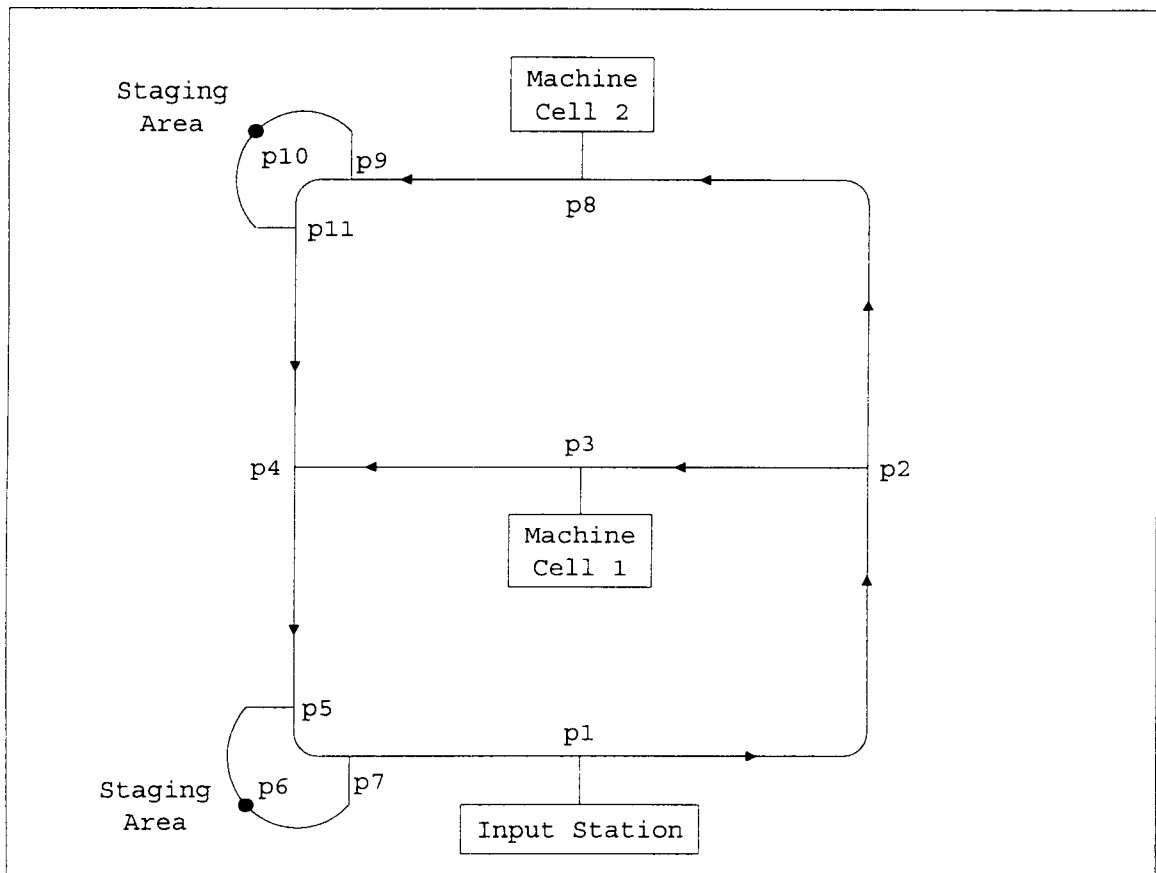 Machine
Cell 2
Staging
Area
p10
p9
p8
p11
p3
p4
p2
Machine
Cell 1
p5
p1
p6
p7
Staging
Area
Input Station